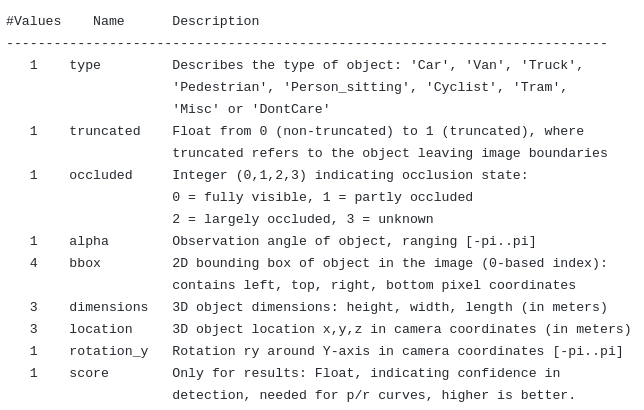 #Values    Name      Description
----------------------------------------------------------------------------
   1    type         Describes the type of object: 'Car', 'Van', 'Truck',
                     'Pedestrian', 'Person_sitting', 'Cyclist', 'Tram',
                     'Misc' or 'DontCare'
   1    truncated    Float from 0 (non-truncated) to 1 (truncated), where
                     truncated refers to the object leaving image boundaries
   1    occluded     Integer (0,1,2,3) indicating occlusion state:
                     0 = fully visible, 1 = partly occluded
                     2 = largely occluded, 3 = unknown
   1    alpha        Observation angle of object, ranging [-pi..pi]
   4    bbox         2D bounding box of object in the image (0-based index):
                     contains left, top, right, bottom pixel coordinates
   3    dimensions   3D object dimensions: height, width, length (in meters)
   3    location     3D object location x,y,z in camera coordinates (in meters)
   1    rotation_y   Rotation ry around Y-axis in camera coordinates [-pi..pi]
   1    score        Only for results: Float, indicating confidence in
                     detection, needed for p/r curves, higher is better.